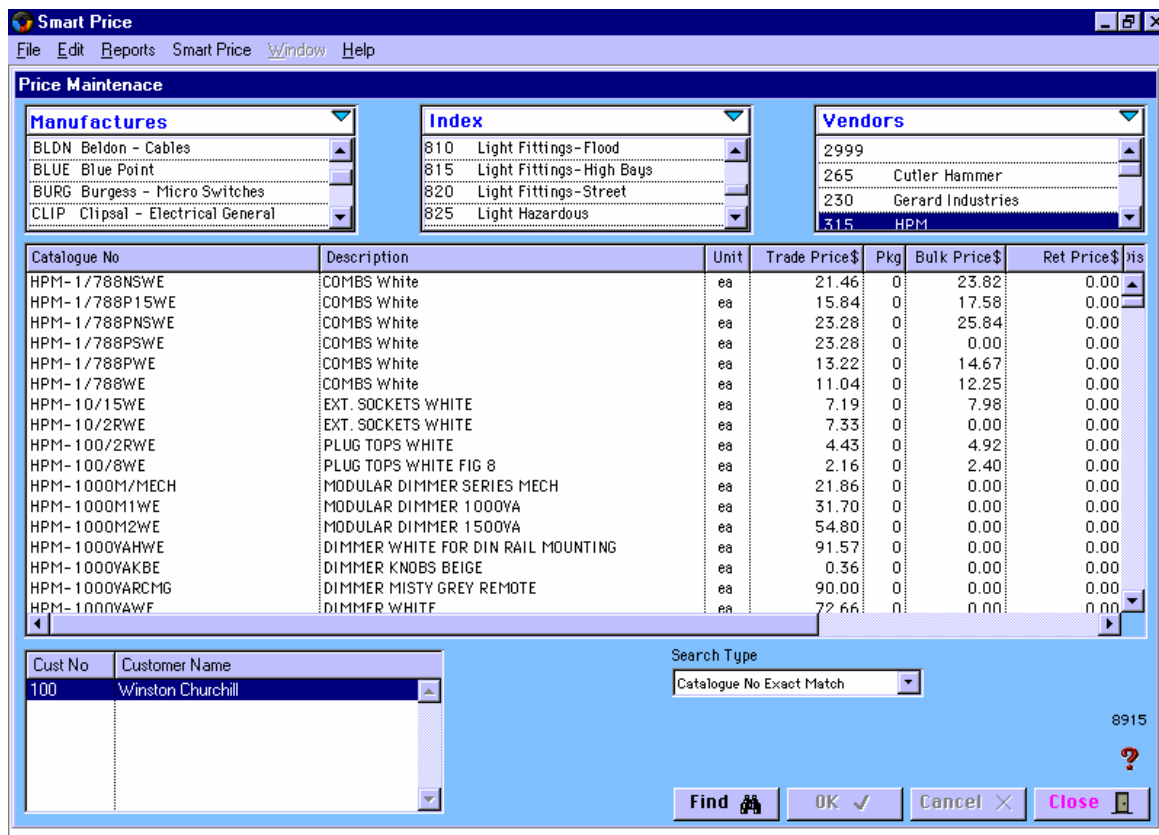 Smart Price
File Edit Reports Smart Price Window Help
Price Maintenace
Manufactures
BLDN Beldon - Cables
BLUE Blue Point
BURG Burgess - Micro Switches
CLIP Clipsal - Electrical General
Index
810 Light Fittings-Flood
815 Light Fittings-High Bays
820 Light Fittings-Street
825 Light Hazardous
Vendors
2999
265 Cutler Hammer
230 Gerard Industries
315 HPM
Catalogue No Description Unit Trade Price$ Pkg Bulk Price$ Ret Price$ Dis
HPM-1/788NSWE COMBS White ea 21.46 0 23.82 0.00
HPM-1/788P15WE COMBS White ea 15.84 0 17.58 0.00
HPM-1/788PNSWE COMBS White ea 23.28 0 25.84 0.00
HPM-1/788PSWE COMBS White ea 23.28 0 0.00 0.00
HPM-1/788PWE COMBS White ea 13.22 0 14.67 0.00
HPM-1/788WE COMBS White ea 11.04 0 12.25 0.00
HPM-10/15WE EXT. SOCKETS WHITE ea 7.19 0 7.98 0.00
HPM-10/2RWE EXT. SOCKETS WHITE ea 7.33 0 0.00 0.00
HPM-100/2RWE PLUG TOPS WHITE ea 4.43 0 4.92 0.00
HPM-100/8WE PLUG TOPS WHITE FIG 8 ea 2.16 0 2.40 0.00
HPM-1000M/MECH MODULAR DIMMER SERIES MECH ea 21.86 0 0.00 0.00
HPM-1000M1WE MODULAR DIMMER 1000VA ea 31.70 0 0.00 0.00
HPM-1000M2WE MODULAR DIMMER 1500VA ea 54.80 0 0.00 0.00
HPM-1000VAHWE DIMMER WHITE FOR DIN RAIL MOUNTING ea 91.57 0 0.00 0.00
HPM-1000VAKBE DIMMER KNOBS BEIGE ea 0.36 0 0.00 0.00
HPM-1000VARCMG DIMMER MISTY GREY REMOTE ea 90.00 0 0.00 0.00
HPM-1000VAWE DIMMER WHITE ea 72.66 0 0.00 0.00
Cust No Customer Name
100 Winston Churchill
Search Type
Catalogue No Exact Match
8915
Find OK Cancel Close